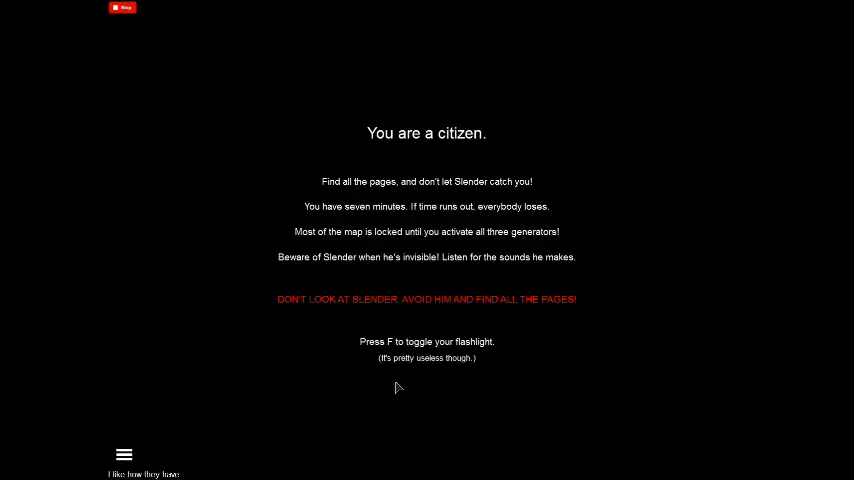 Stop
You are a citizen.
Find all the pages, and don't let Slender catch you!
You have seven minutes. If time runs out, everybody loses.
Most of the map is locked until you activate all three generators!
Beware of Slender when he's invisible! Listen for the sounds he makes.
DON'T LOOK AT SLENDER. AVOID HIM AND FIND ALL THE PAGES!
Press F to toggle your flashlight.
(It's pretty useless though.)
I like how they have